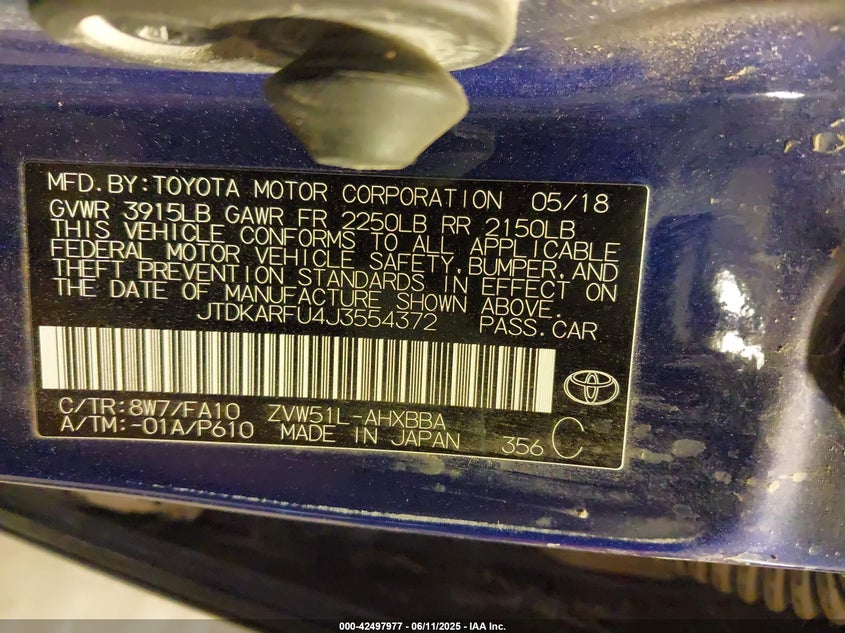 MFD.BY:TOYOTA MOTOR CORPORATION 05/18
GVWR 3915LB GAWR FR 2250LB RR 2150LB
THIS VEHICLE CONFORMS TO ALL APPLICABLE
FEDERAL MOTOR VEHICLE SAFETY,BUMPER,AND
THEFT PREVENTION STANDARDS IN EFFECT ON
THE DATE OF MANUFACTURE SHOWN ABOVE.
JTDKARFU4J3554372 PASS.CAR
C/TR:8W7/FA10 ZVW51L-AHXBBA
A/TM:-01A/P610 MADE IN JAPAN 356 C
000-42497977 - 06/11/2025 - IAA Inc.